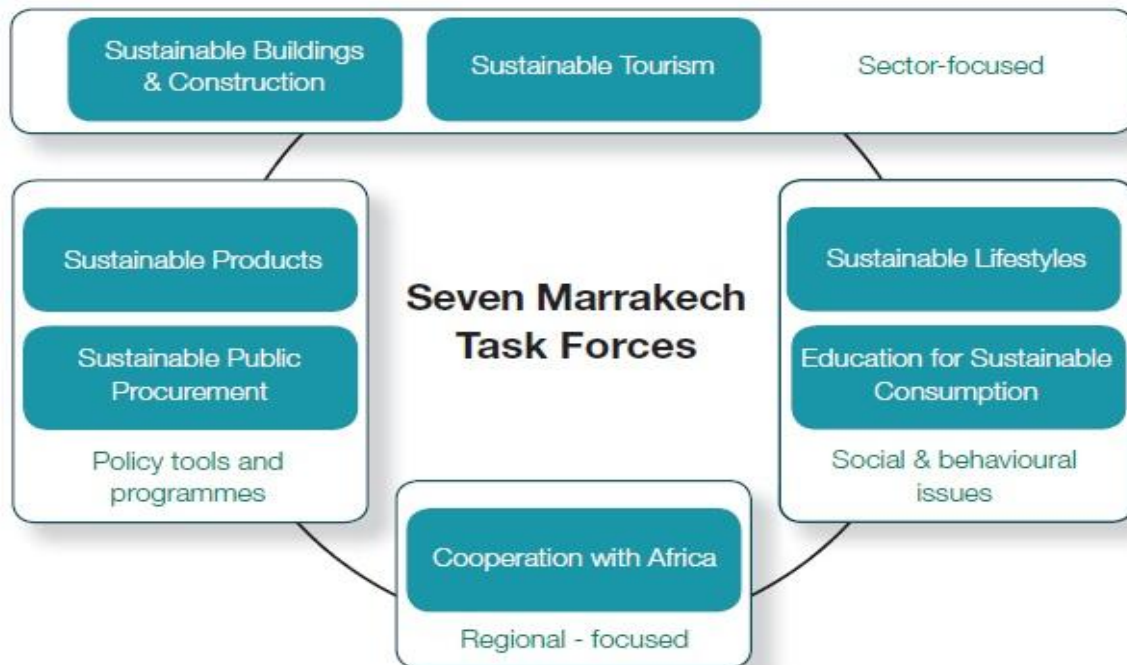 Sustainable Buildings
& Construction
Sustainable Tourism
Sector-focused
Sustainable Products
Sustainable Public
Procurement
Policy tools and
programmes
Seven Marrakech
Task Forces
Sustainable Lifestyles
Education for Sustainable
Consumption
Social & behavioural
issues
Cooperation with Africa
Regional - focused